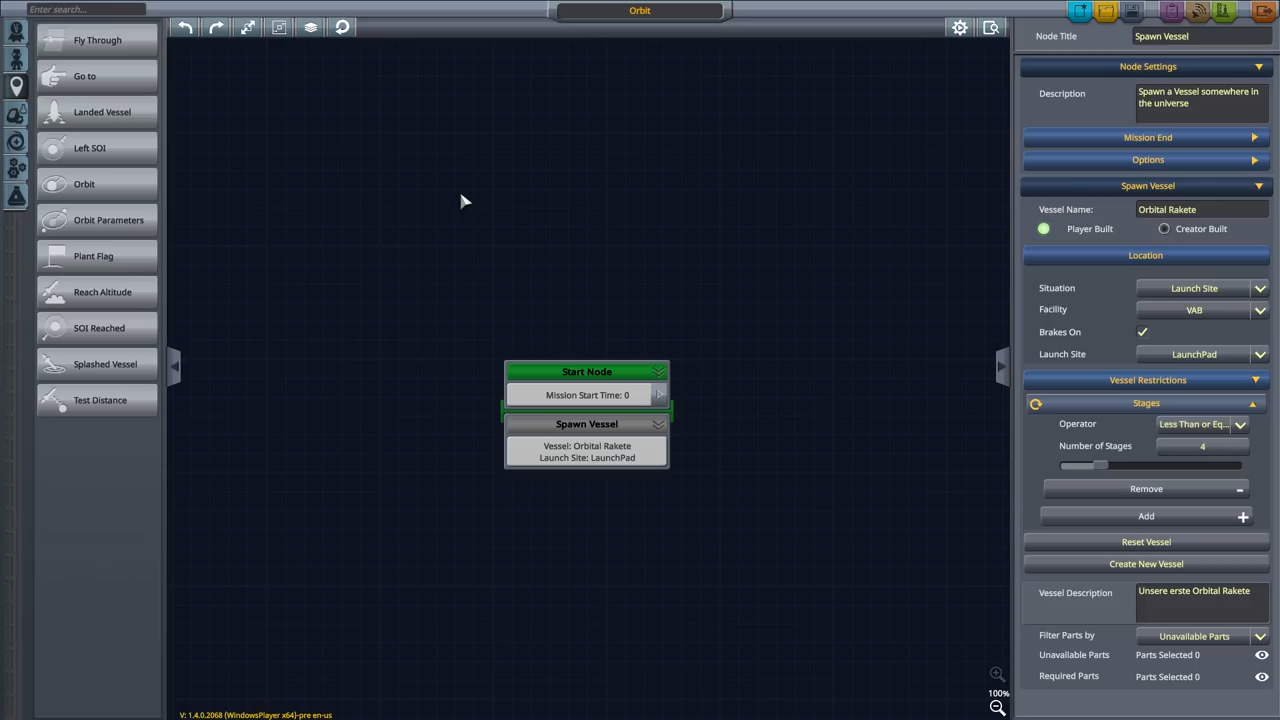 Enter search...
Orbit
Fly Through
Go to
Landed Vessel
Left SOI
Orbit
Orbit Parameters
Plant Flag
Reach Altitude
SOI Reached
Splashed Vessel
Test Distance
Start Node
Mission Start Time: 0
Spawn Vessel
Vessel: Orbital Rakete
Launch Site: LaunchPad
100%
V: 1.4.0.2068 (WindowsPlayer x64)-pre en-us
Node Title Spawn Vessel
Node Settings
Description Spawn a Vessel somewhere in
the universe
Mission End
Options
Spawn Vessel
Vessel Name: Orbital Rakete
Player Built Creator Built
Location
Situation Launch Site
Facility VAB
Brakes On
Launch Site LaunchPad
Vessel Restrictions
Stages
Operator Less Than or Eq...
Number of Stages 4
Remove -
Add +
Reset Vessel
Create New Vessel
Vessel Description Unsere erste Orbital Rakete
Filter Parts by Unavailable Parts
Unavailable Parts Parts Selected 0
Required Parts Parts Selected 0